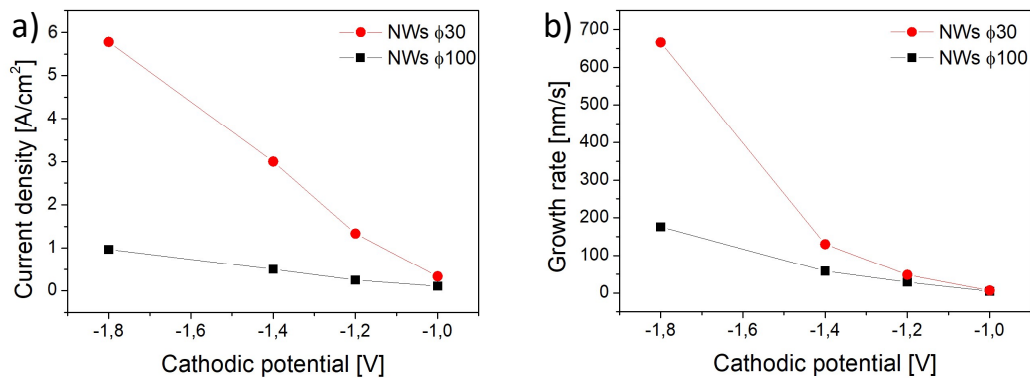 a)
6
5
4
3
2
1
0
Current density [A/cm²]
NWs ϕ30
NWs ϕ100
-1,8
-1,6
-1,4
-1,2
-1,0
Cathodic potential [V]
b)
700
600
500
400
300
200
100
0
Growth rate [nm/s]
NWs ϕ30
NWs ϕ100
-1,8
-1,6
-1,4
-1,2
-1,0
Cathodic potential [V]